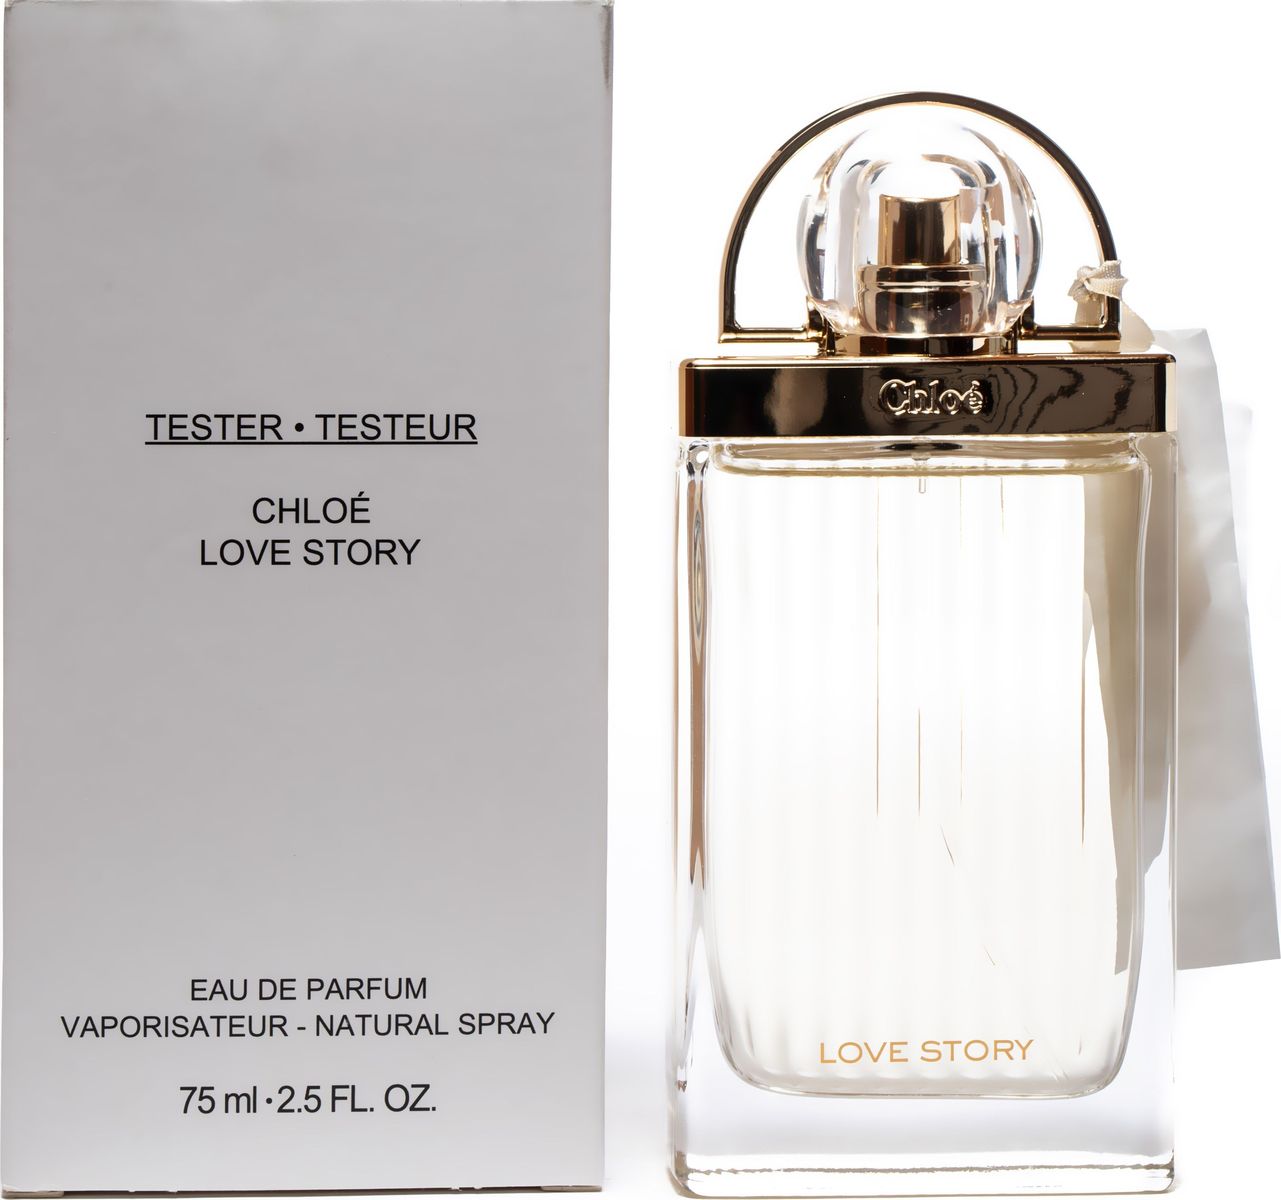 TESTER • TESTEUR
CHLOÉ
LOVE STORY
EAU DE PARFUM
VAPORISATEUR - NATURAL SPRAY
75 ml • 2.5 FL. OZ.
Chloé
LOVE STORY